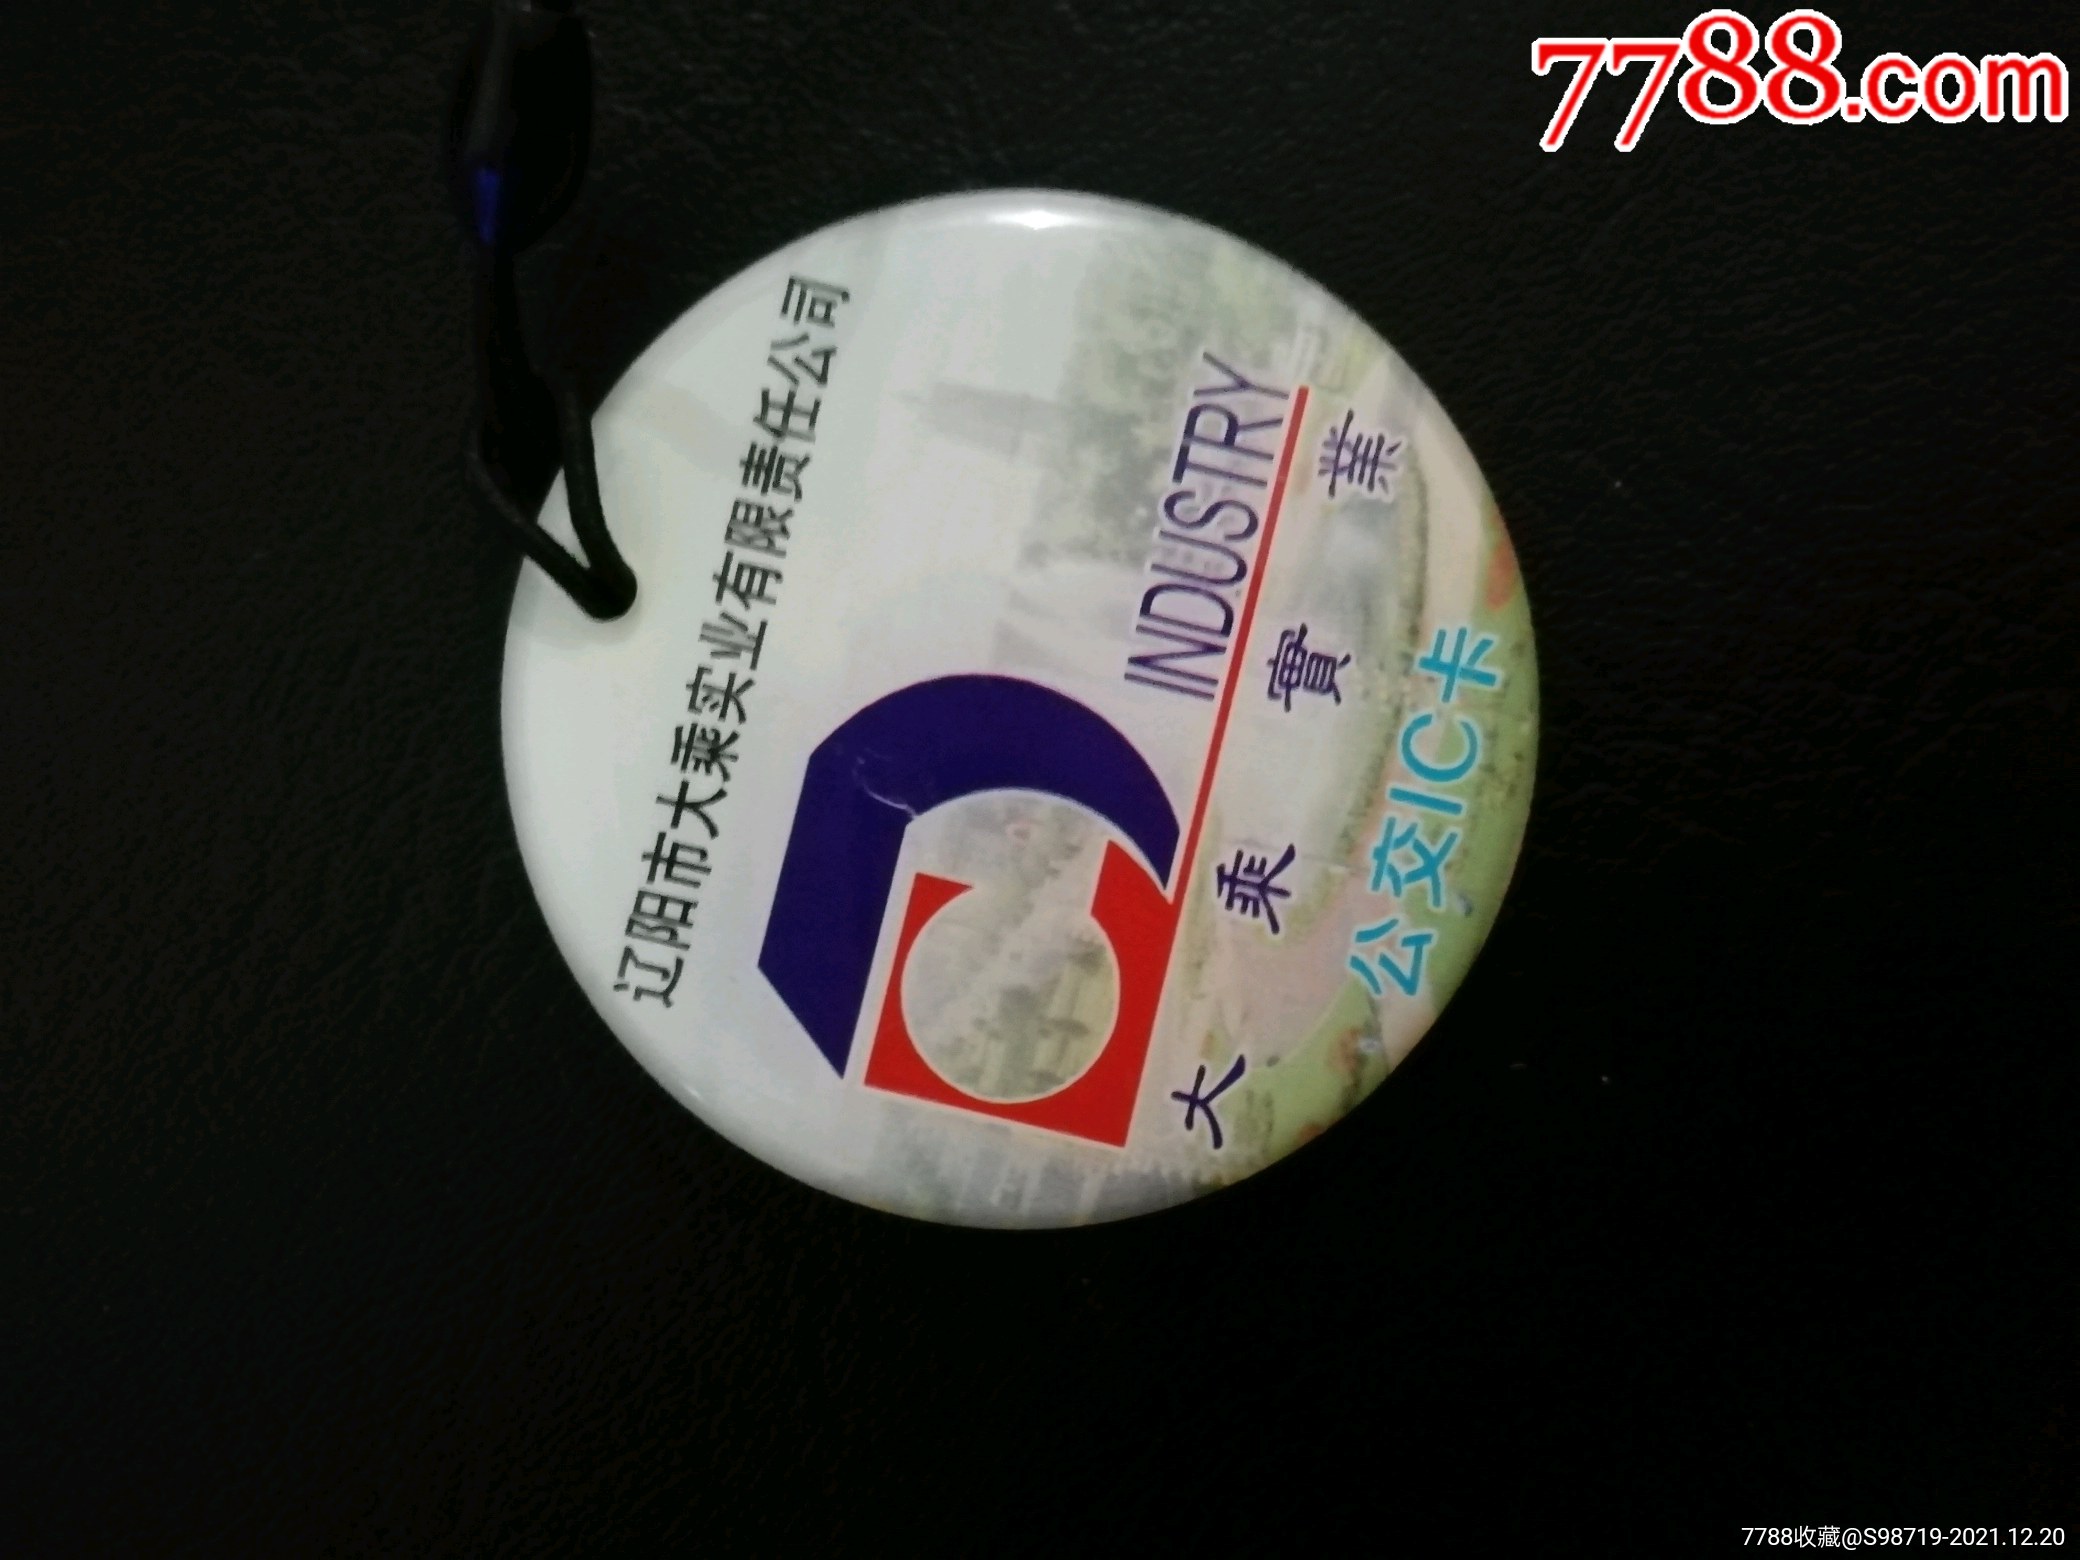 7788.com
辽阳市大乘实业有限责任公司
INDUSTRY
大乘實業
公交IC卡
7788收藏@S98719-2021.12.20